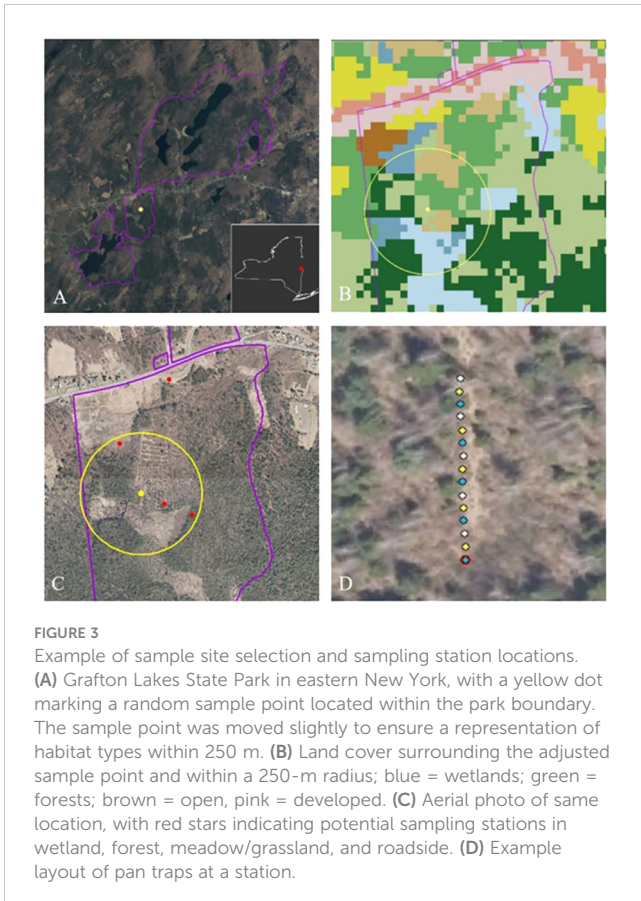 A
B
C
D
FIGURE 3
Example of sample site selection and sampling station locations.
(A) Grafton Lakes State Park in eastern New York, with a yellow dot
marking a random sample point located within the park boundary.
The sample point was moved slightly to ensure a representation of
habitat types within 250 m. (B) Land cover surrounding the adjusted
sample point and within a 250-m radius; blue = wetlands; green =
forests; brown = open, pink = developed. (C) Aerial photo of same
location, with red stars indicating potential sampling stations in
wetland, forest, meadow/grassland, and roadside. (D) Example
layout of pan traps at a station.